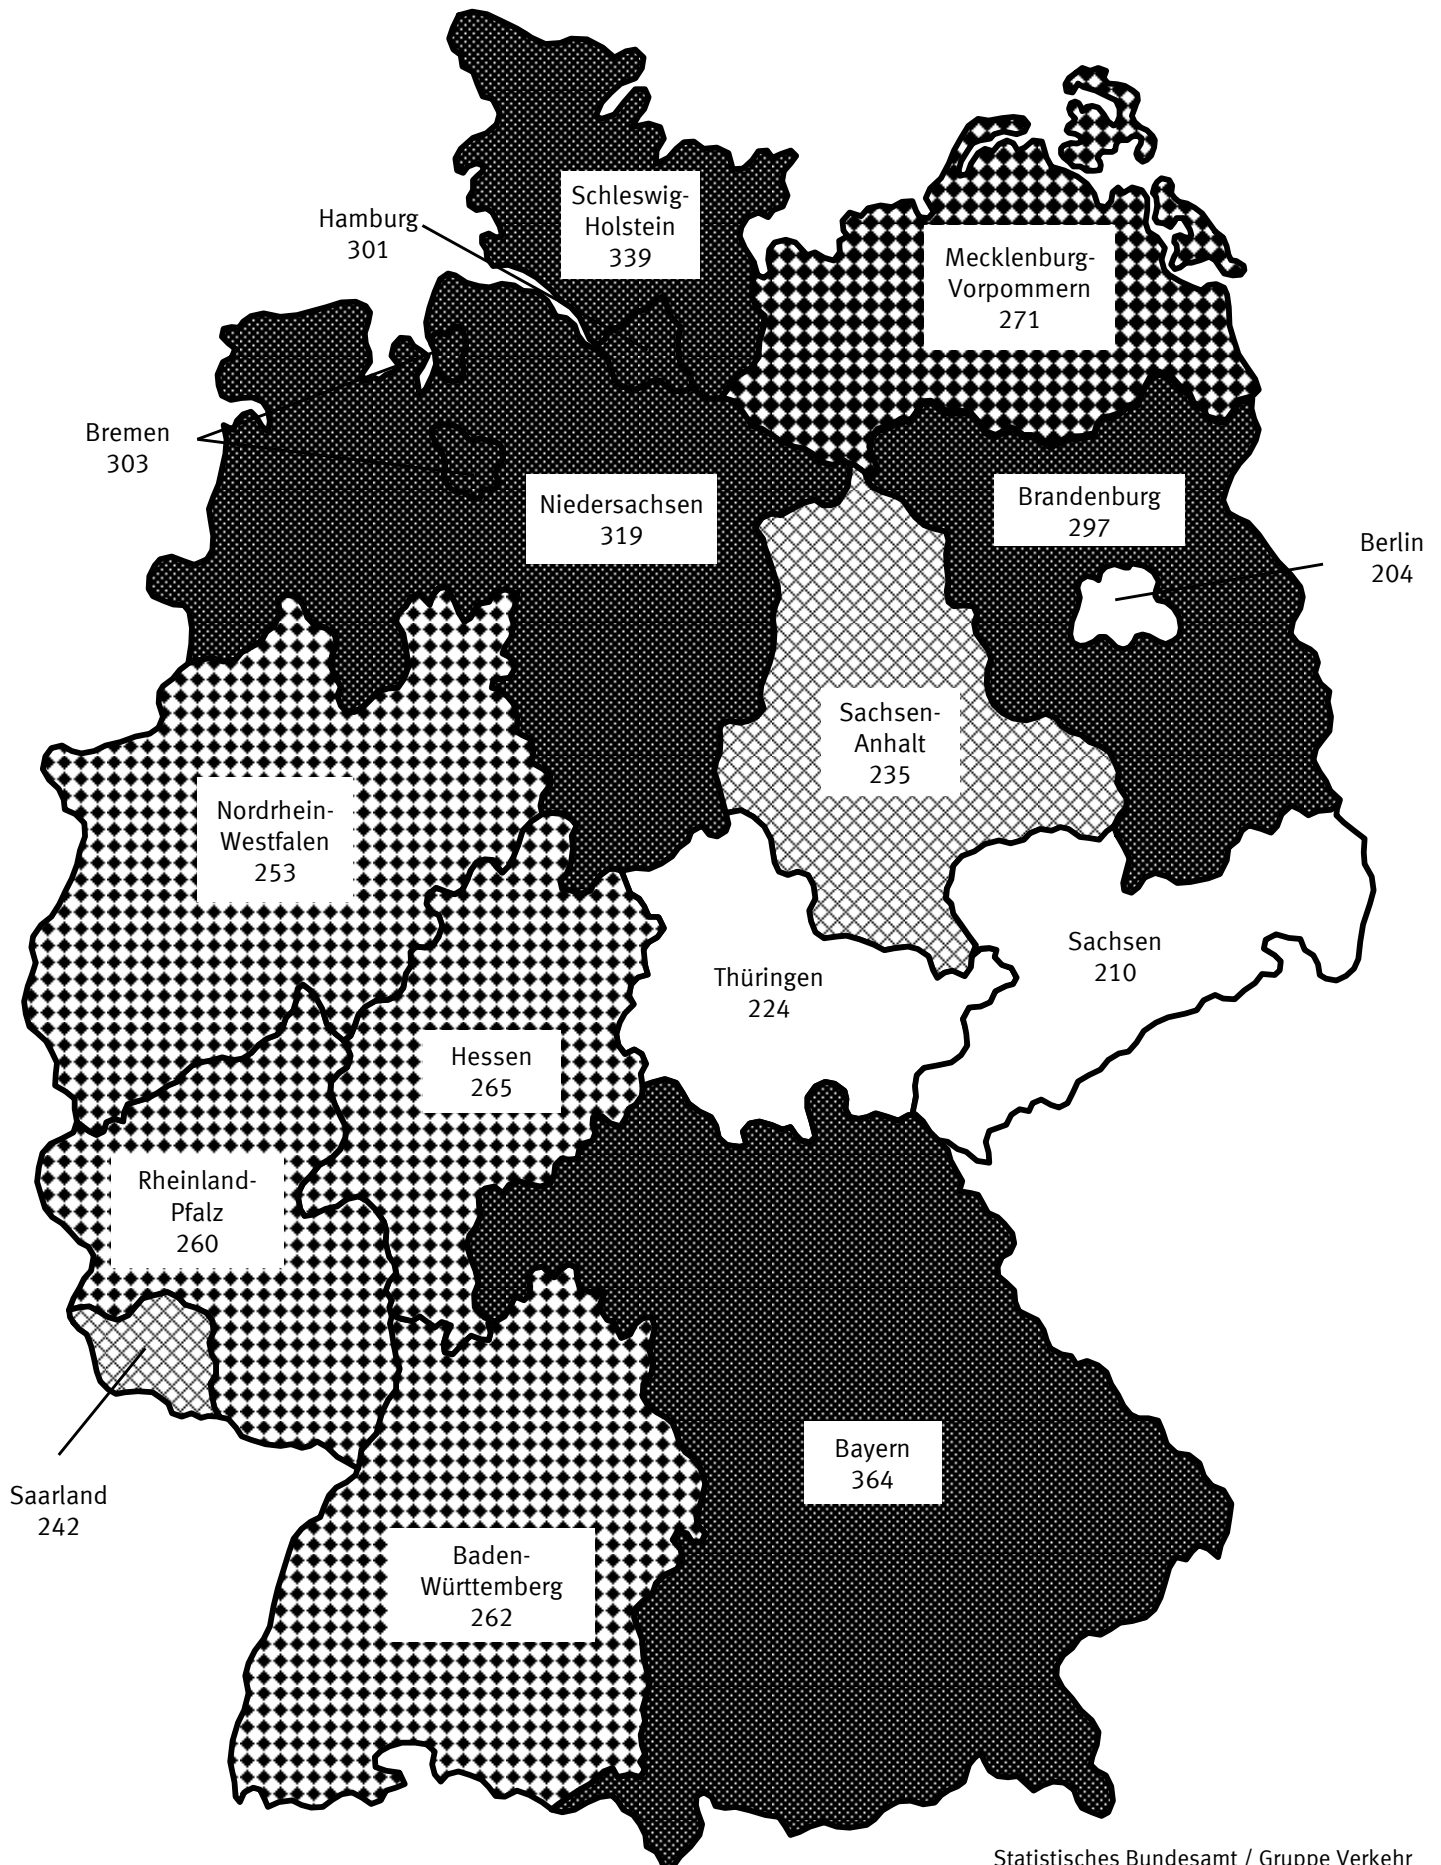 Schleswig-
Holstein
339
Hamburg
301
Mecklenburg-
Vorpommern
271
Bremen
303
Niedersachsen
319
Brandenburg
297
Berlin
204
Sachsen-
Anhalt
235
Nordrhein-
Westfalen
253
Sachsen
210
Thüringen
224
Hessen
265
Rheinland-
Pfalz
260
Bayern
364
Saarland
242
Baden-
Württemberg
262
Statistisches Bundesamt / Gruppe Verkehr